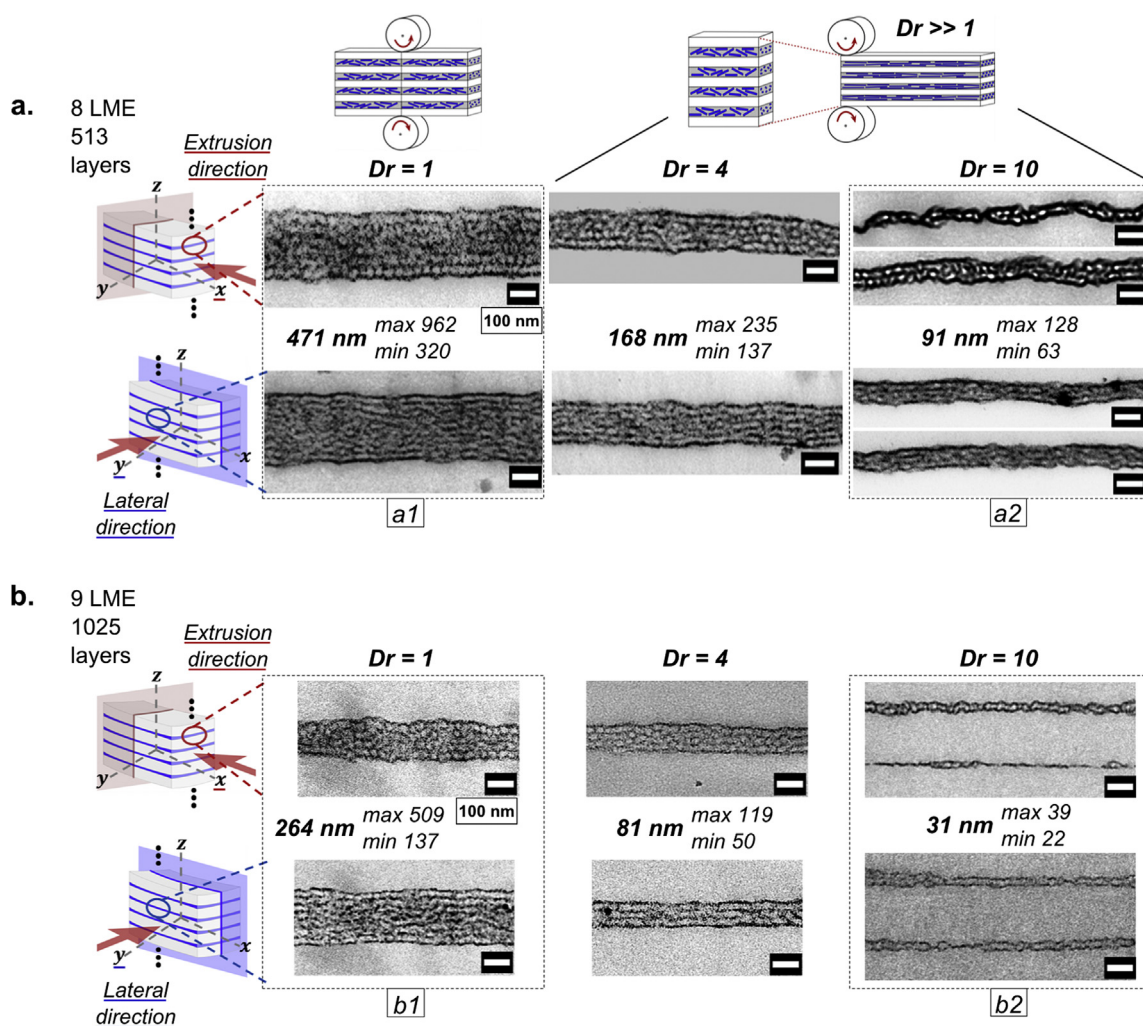 Dr >> 1
a.
8 LME
513
layers
Extrusion
direction
Dr = 1
Dr = 4
Dr = 10
z
y
x
100 nm
471 nm
max 962
min 320
168 nm
max 235
min 137
91 nm
max 128
min 63
z
y
x
Lateral
direction
a1
a2
b.
9 LME
1025
layers
Extrusion
direction
Dr = 1
Dr = 4
Dr = 10
z
y
x
100 nm
264 nm
max 509
min 137
81 nm
max 119
min 50
31 nm
max 39
min 22
z
y
x
Lateral
direction
b1
b2